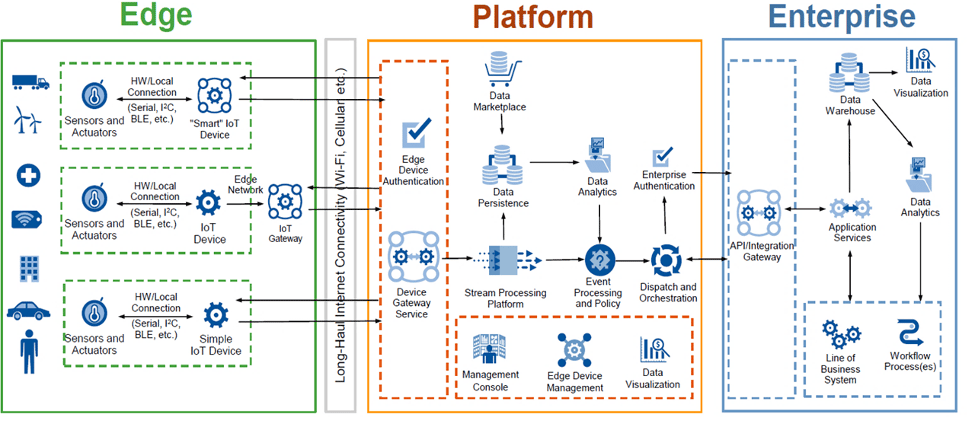 Edge
Platform
Enterprise
HW/Local
Connection
(Serial, I²C,
BLE, etc.)
Sensors and
Actuators
"Smart" IoT
Device
HW/Local
Connection
(Serial, I²C,
BLE, etc.)
Sensors and
Actuators
IoT
Device
Edge
Network
IoT
Gateway
HW/Local
Connection
(Serial, I²C,
BLE, etc.)
Sensors and
Actuators
Simple
IoT Device
Long-Haul Internet Connectivity (Wi-Fi, Cellular, etc.)
Edge
Device
Authentication
Device
Gateway
Service
Data
Marketplace
Data
Persistence
Data
Analytics
Enterprise
Authentication
Stream Processing
Platform
Event
Processing
and Policy
Dispatch and
Orchestration
Management
Console
Edge Device
Management
Data
Visualization
API/Integration
Gateway
Data
Warehouse
Data
Visualization
Application
Services
Data
Analytics
Line of
Business
System
Workflow
Process(es)